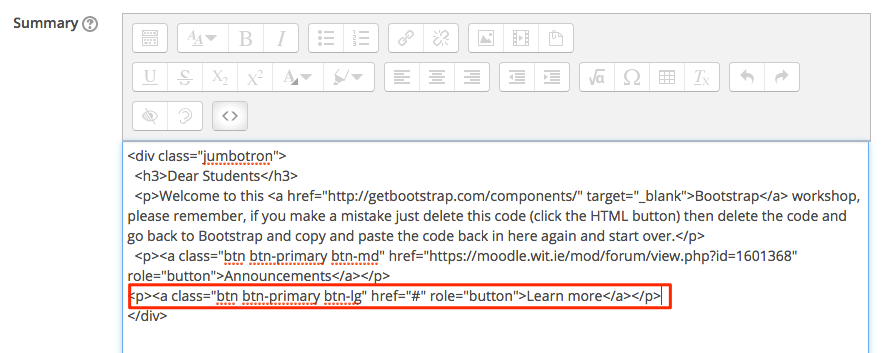 Summary
B I
U S X2 X2 A √α Ω Tx
<>
<div class="jumbotron">
<h3>Dear Students</h3>
<p>Welcome to this <a href="http://getbootstrap.com/components/" target="_blank">Bootstrap</a> workshop,
please remember, if you make a mistake just delete this code (click the HTML button) then delete the code and
go back to Bootstrap and copy and paste the code back in here again and start over.</p>
<p><a class="btn btn-primary btn-md" href="https://moodle.wit.ie/mod/forum/view.php?id=1601368"
role="button">Announcements</a></p>
<p><a class="btn btn-primary btn-lg" href="#" role="button">Learn more</a></p>
</div>